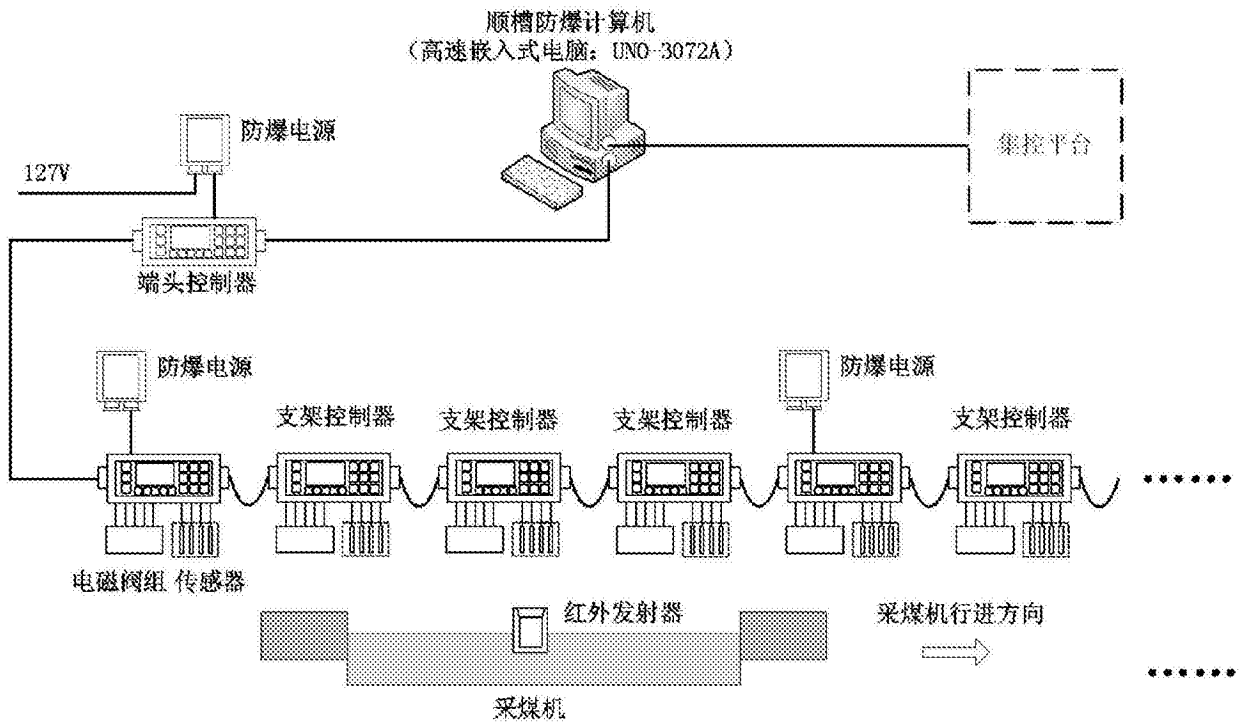 顺槽防爆计算机
（高速嵌入式电脑：UNO-3072A）
防爆电源
127V
集控平台
端头控制器
防爆电源
防爆电源
支架控制器
支架控制器
支架控制器
支架控制器
电磁阀组 传感器
红外发射器
采煤机行进方向
采煤机